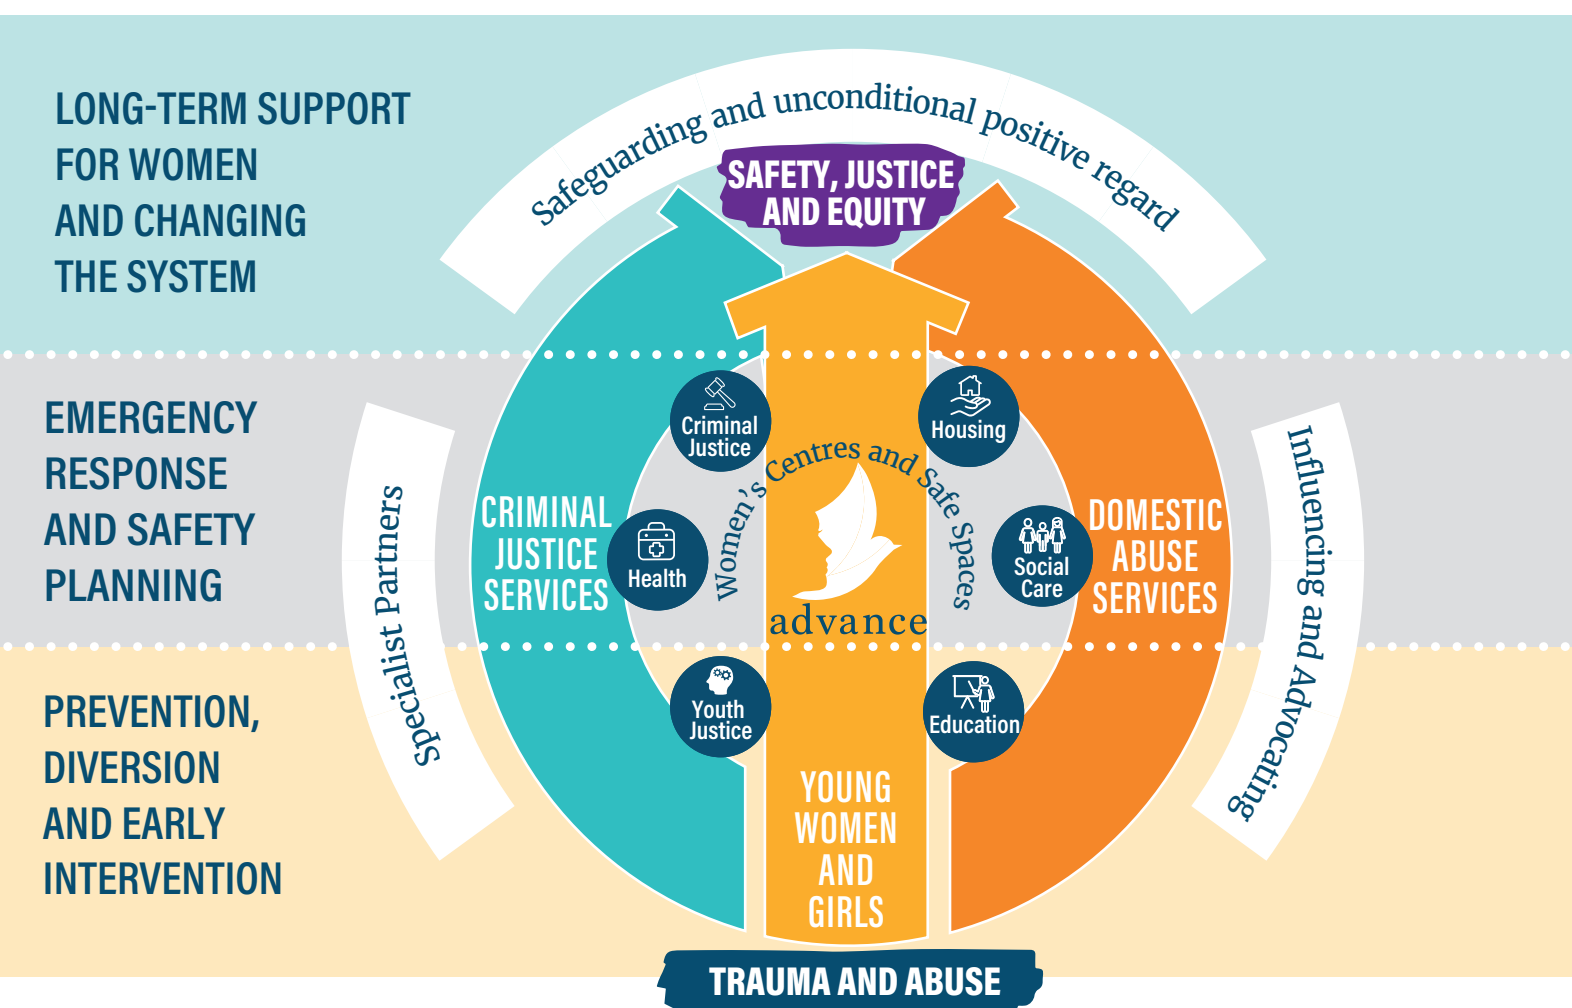 LONG-TERM SUPPORT
FOR WOMEN
AND CHANGING
THE SYSTEM
Safeguarding and unconditional positive regard
SAFETY, JUSTICE
AND EQUITY
EMERGENCY
RESPONSE
AND SAFETY
PLANNING
Specialist Partners
CRIMINAL
JUSTICE
SERVICES
Criminal
Justice
Health
Youth
Justice
Women's Centres and Safe Spaces
advance
Housing
Social
Care
Education
DOMESTIC
ABUSE
SERVICES
Influencing and Advocating
PREVENTION,
DIVERSION
AND EARLY
INTERVENTION
YOUNG
WOMEN
AND
GIRLS
TRAUMA AND ABUSE